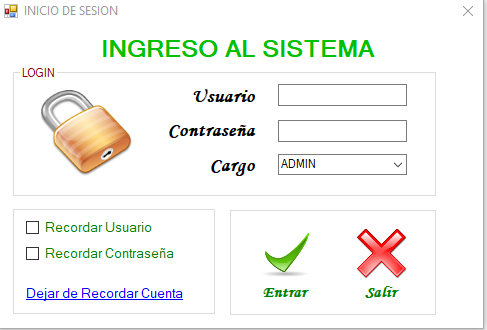 INICIO DE SESION
INGRESO AL SISTEMA
LOGIN
Usuario
Contraseña
Cargo ADMIN
Recordar Usuario
Recordar Contraseña
Dejar de Recordar Cuenta
Entrar Salir